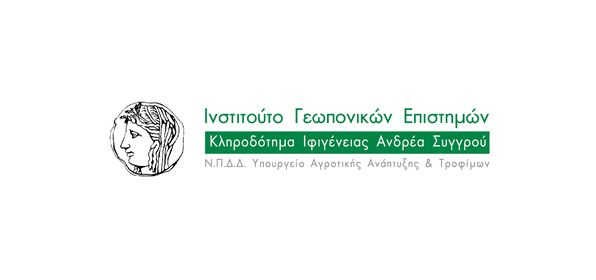 Ινστιτούτο Γεωπονικών Επιστημών
Κληροδότημα Ιφιγένειας Ανδρέα Συγγρού
Ν.Π.Δ.Δ. Υπουργείο Αγροτικής Ανάπτυξης & Τροφίμων